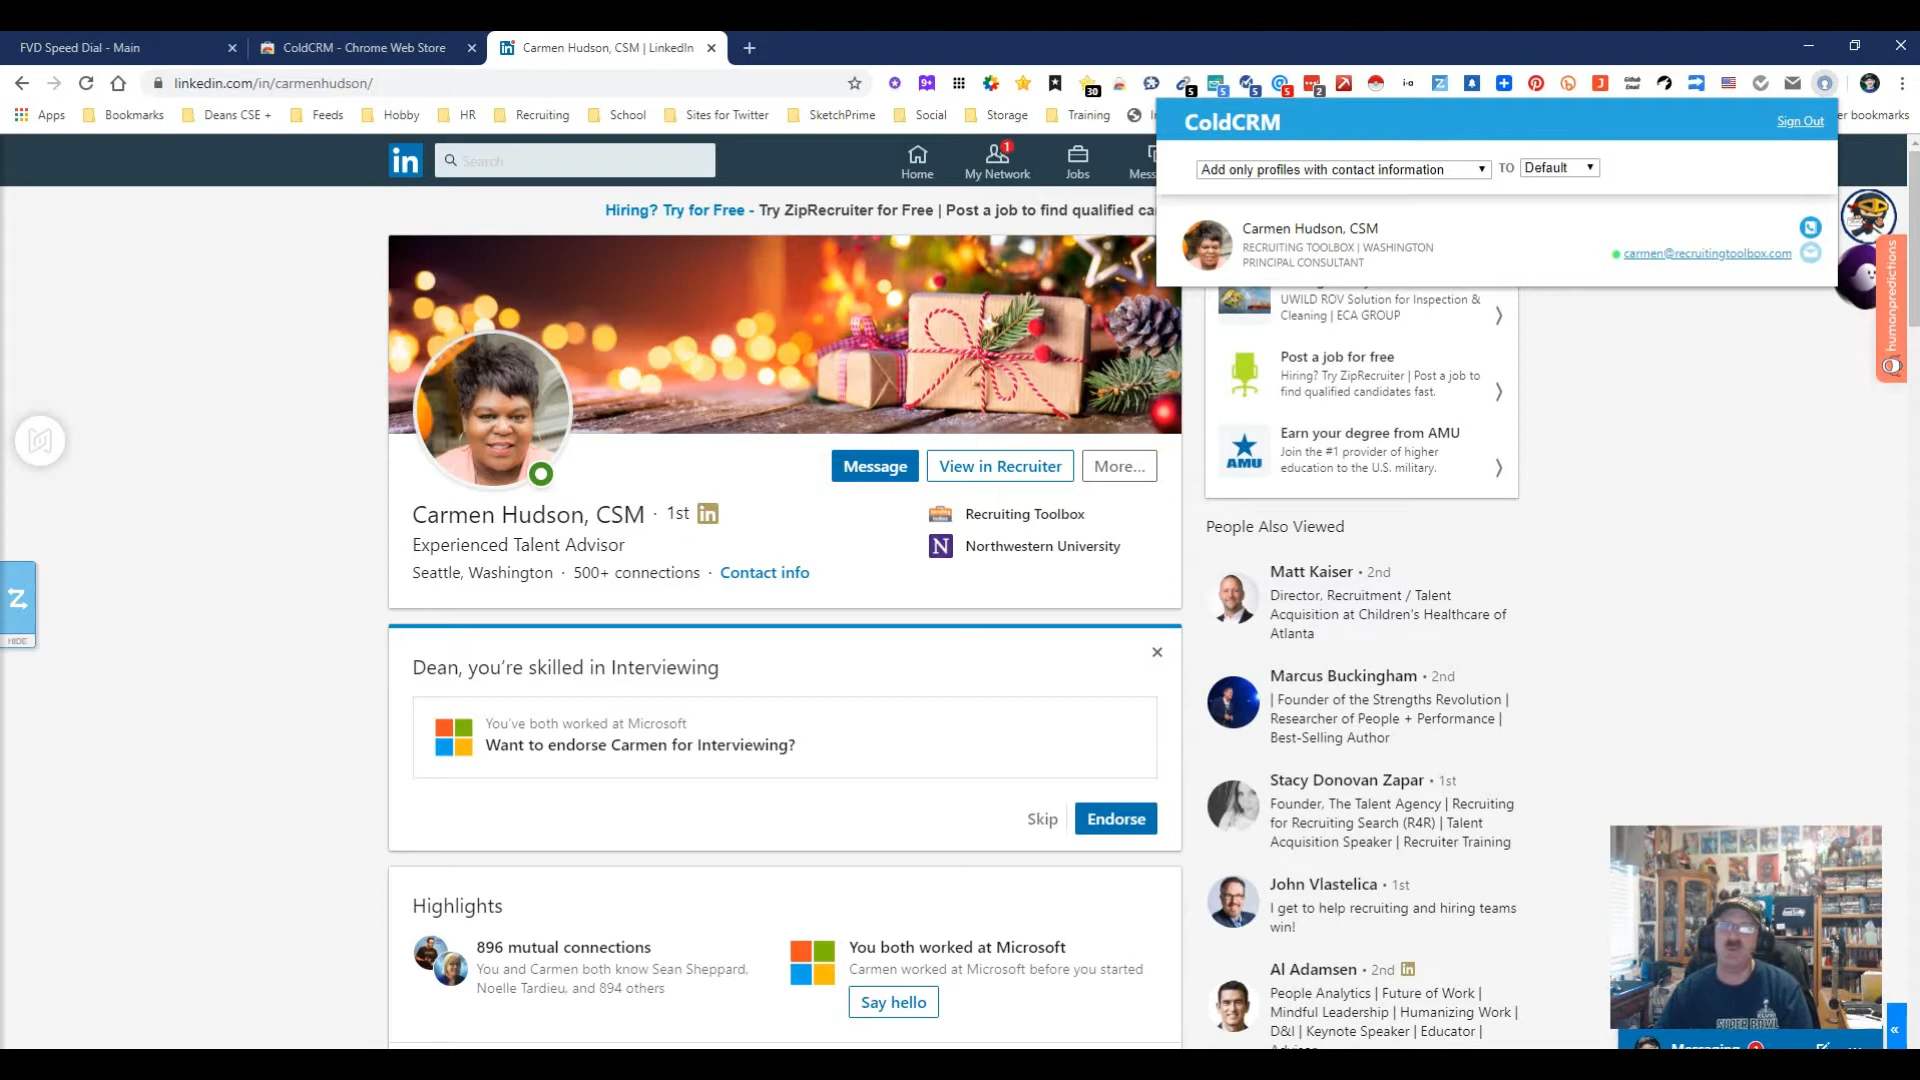 FVD Speed Dial - Main
ColdCRM - Chrome Web Store
Carmen Hudson, CSM | LinkedIn
linkedin.com/in/carmenhudson/
Apps
Bookmarks
Deans CSE +
Feeds
Hobby
HR
Recruiting
School
Sites for Twitter
SketchPrime
Social
Storage
Training
er bookmarks
ColdCRM
Sign Out
Add only profiles with contact information
TO
Default
Carmen Hudson, CSM
RECRUITING TOOLBOX | WASHINGTON
PRINCIPAL CONSULTANT
carmen@recruitingtoolbox.com
humanpredictions
in
Search
Home
My Network
1
Jobs
Mess
Hiring? Try for Free - Try ZipRecruiter for Free | Post a job to find qualified ca
UWILD ROV Solution for Inspection &
Cleaning | ECA GROUP
Post a job for free
Hiring? Try ZipRecruiter | Post a job to
find qualified candidates fast.
AMU
Earn your degree from AMU
Join the #1 provider of higher
education to the U.S. military.
Message
View in Recruiter
More...
Carmen Hudson, CSM · 1st in
Experienced Talent Advisor
Seattle, Washington · 500+ connections · Contact info
Recruiting Toolbox
N Northwestern University
HIDE
Dean, you're skilled in Interviewing
You've both worked at Microsoft
Want to endorse Carmen for Interviewing?
Skip
Endorse
Highlights
896 mutual connections
You and Carmen both know Sean Sheppard,
Noelle Tardieu, and 894 others
You both worked at Microsoft
Carmen worked at Microsoft before you started
Say hello
People Also Viewed
Matt Kaiser • 2nd
Director, Recruitment / Talent
Acquisition at Children's Healthcare of
Atlanta
Marcus Buckingham • 2nd
| Founder of the Strengths Revolution |
Researcher of People + Performance |
Best-Selling Author
Stacy Donovan Zapar • 1st
Founder, The Talent Agency | Recruiting
for Recruiting Search (R4R) | Talent
Acquisition Speaker | Recruiter Training
John Vlastelica • 1st
I get to help recruiting and hiring teams
win!
Al Adamsen • 2nd in
People Analytics | Future of Work |
Mindful Leadership | Humanizing Work |
D&I | Keynote Speaker | Educator |
SUPER BOWL
Messaging